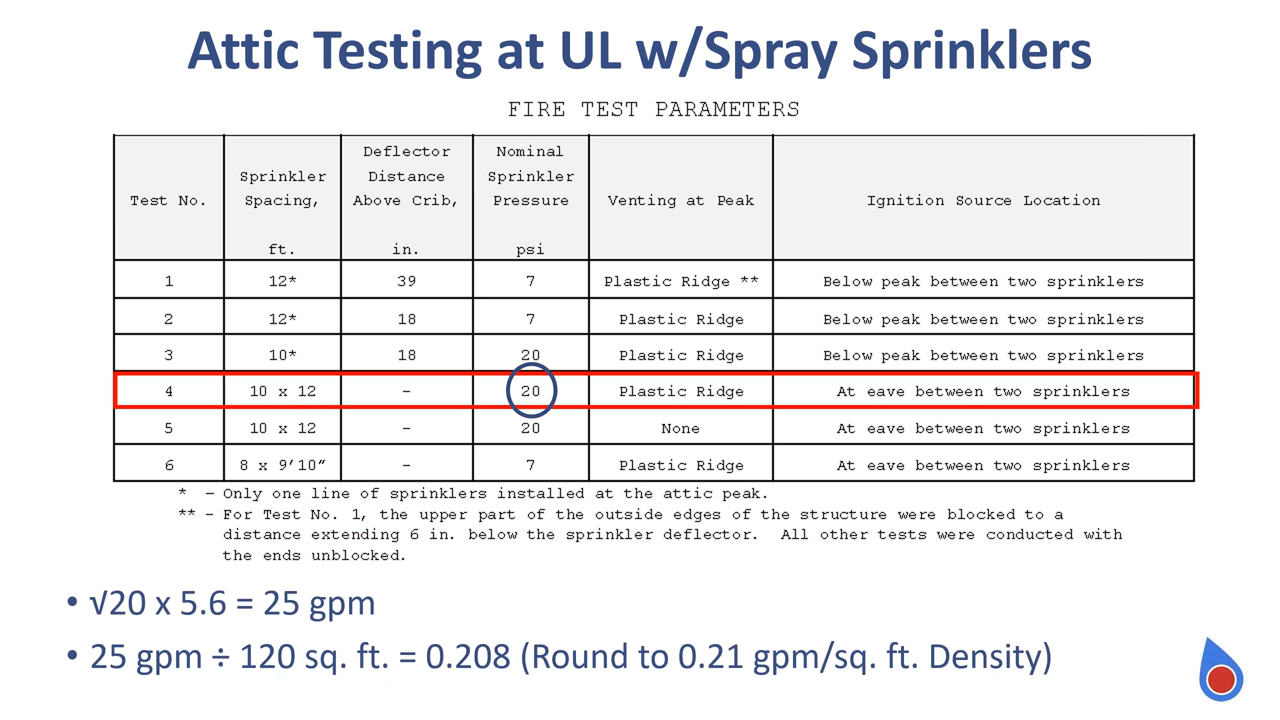 Attic Testing at UL w/Spray Sprinklers
FIRE TEST PARAMETERS
Test No. | Sprinkler Spacing, ft. | Deflector Distance Above Crib, in. | Nominal Sprinkler Pressure psi | Venting at Peak | Ignition Source Location
1 | 12* | 39 | 7 | Plastic Ridge ** | Below peak between two sprinklers
2 | 12* | 18 | 7 | Plastic Ridge | Below peak between two sprinklers
3 | 10* | 18 | 20 | Plastic Ridge | Below peak between two sprinklers
4 | 10 x 12 | - | 20 | Plastic Ridge | At eave between two sprinklers
5 | 10 x 12 | - | 20 | None | At eave between two sprinklers
6 | 8 x 9’10” | - | 7 | Plastic Ridge | At eave between two sprinklers
* – Only one line of sprinklers installed at the attic peak.
** – For Test No. 1, the upper part of the outside edges of the structure were blocked to a
distance extending 6 in. below the sprinkler deflector. All other tests were conducted with
the ends unblocked.
• √20 x 5.6 = 25 gpm
• 25 gpm ÷ 120 sq. ft. = 0.208 (Round to 0.21 gpm/sq. ft. Density)